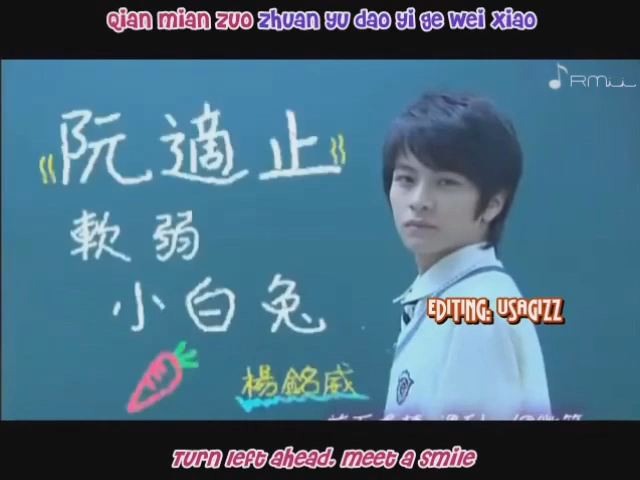 Qian mian zuo zhuan yu dao yi ge wei xiao
RMii
阮適止
軟弱
小白兔
楊銘威
EDITING: USAGIZZ
Turn left ahead, meet a smile